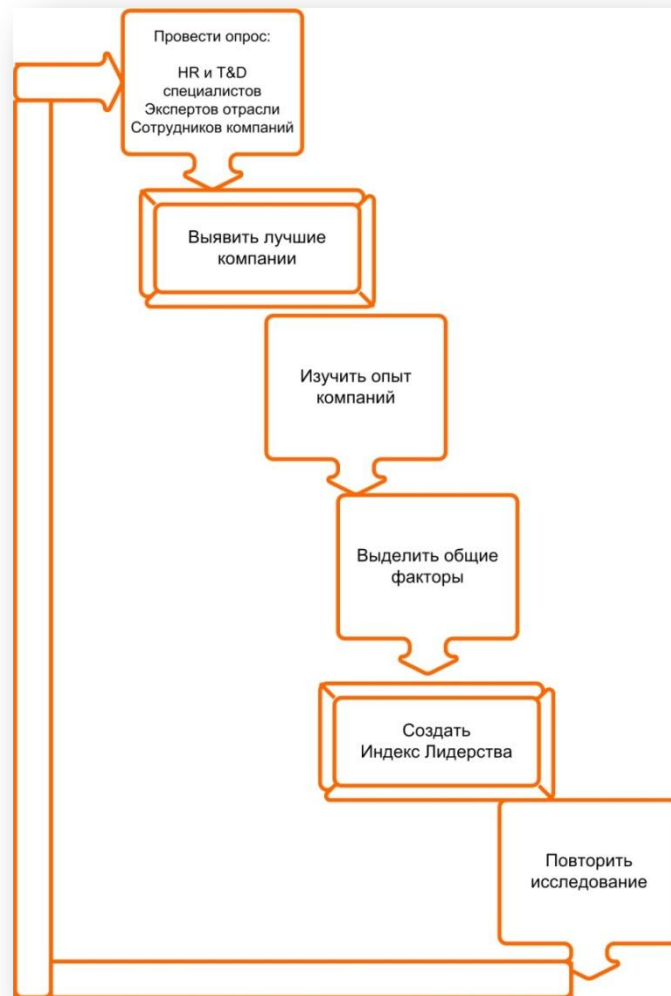 Провести опрос:
HR и T&D
специалистов
Экспертов отрасли
Сотрудников компаний
Выявить лучшие
компании
Изучить опыт
компаний
Выделить общие
факторы
Создать
Индекс Лидерства
Повторить
исследование